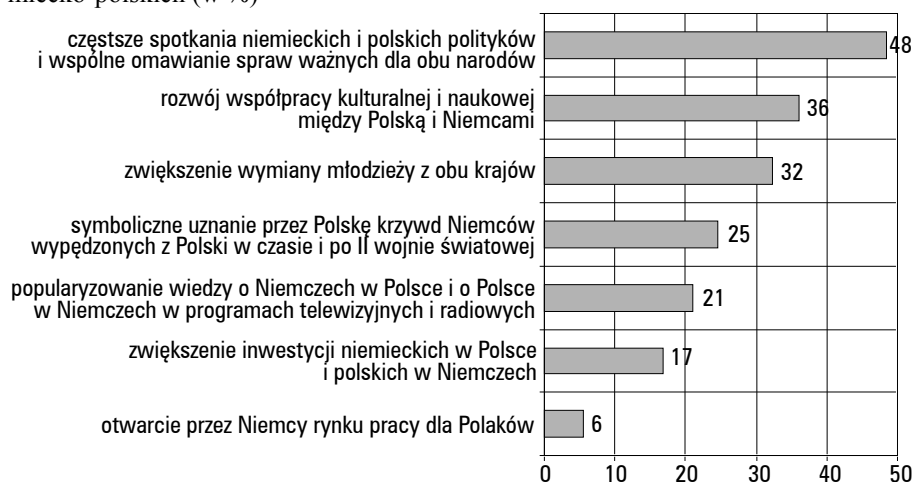 miecko-polskich (w %)
częstsze spotkania niemieckich i polskich polityków
i wspólne omawianie spraw ważnych dla obu narodów
48
rozwój współpracy kulturalnej i naukowej
między Polską i Niemcami
36
zwiększenie wymiany młodzieży z obu krajów
32
symboliczne uznanie przez Polskę krzywd Niemców
wypędzonych z Polski w czasie i po II wojnie światowej
25
popularyzowanie wiedzy o Niemczech w Polsce i o Polsce
w Niemczech w programach telewizyjnych i radiowych
21
zwiększenie inwestycji niemieckich w Polsce
i polskich w Niemczech
17
otwarcie przez Niemcy rynku pracy dla Polaków
6
0 10 20 30 40 50